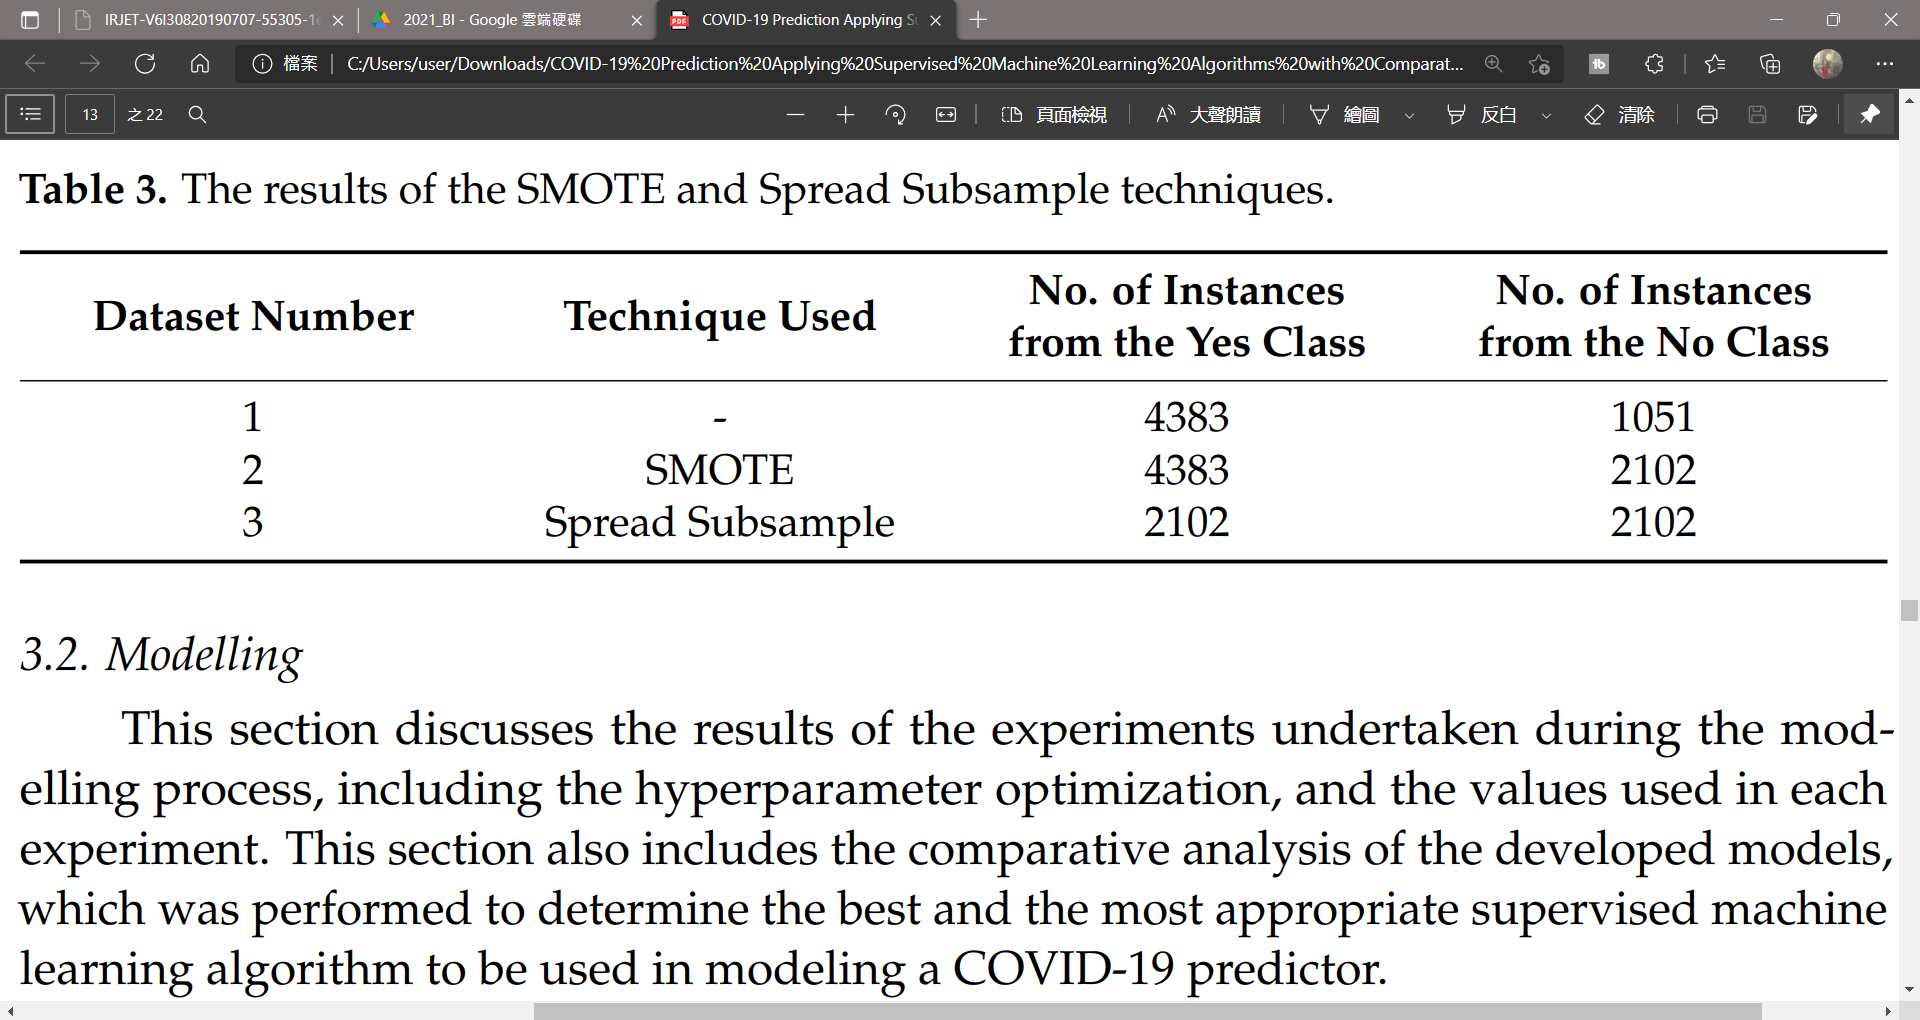 IRJET-V6I30820190707-55305-1
2021_BI - Google 雲端硬碟
COVID-19 Prediction Applying S
檔案
C:/Users/user/Downloads/COVID-19%20Prediction%20Applying%20Supervised%20Machine%20Learning%20Algorithms%20with%20Comparat...
13 之 22
頁面檢視
大聲朗讀
繪圖
反白
清除
Table 3. The results of the SMOTE and Spread Subsample techniques.
Dataset Number Technique Used No. of Instances from the Yes Class No. of Instances from the No Class
1 - 4383 1051
2 SMOTE 4383 2102
3 Spread Subsample 2102 2102
3.2. Modelling
This section discusses the results of the experiments undertaken during the mod-
elling process, including the hyperparameter optimization, and the values used in each
experiment. This section also includes the comparative analysis of the developed models,
which was performed to determine the best and the most appropriate supervised machine
learning algorithm to be used in modeling a COVID-19 predictor.